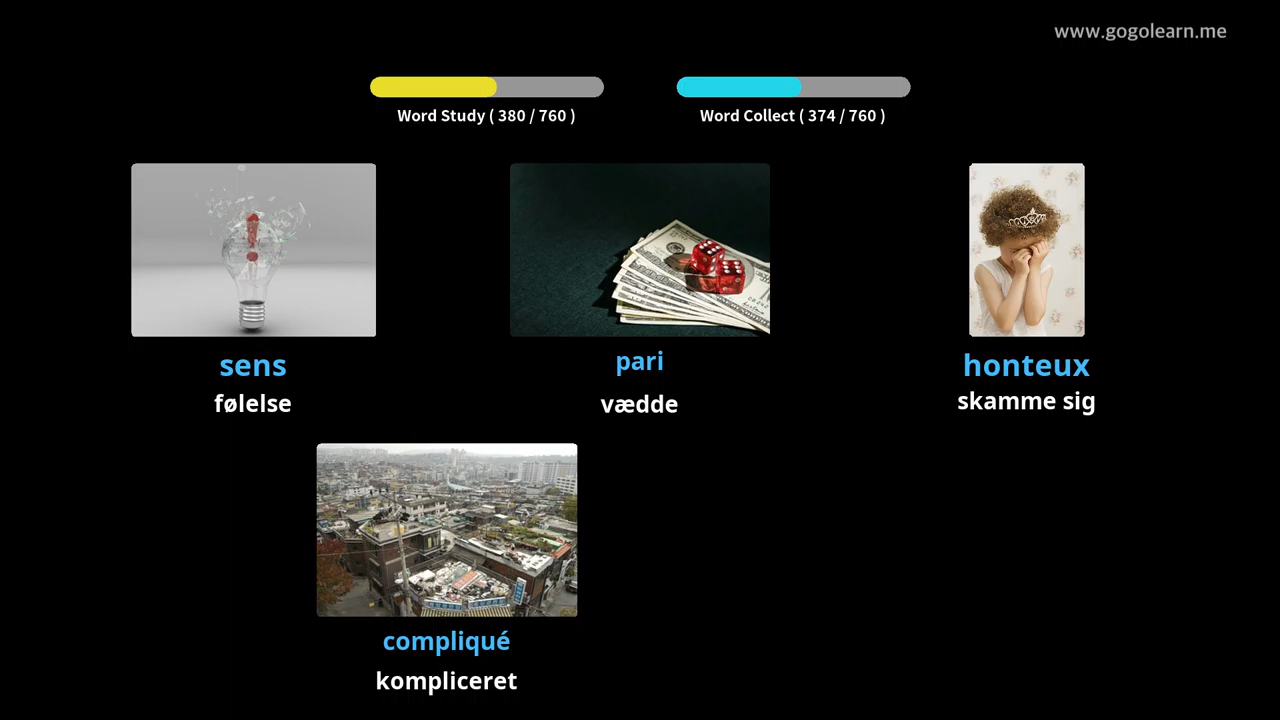 www.gogolearn.me
Word Study ( 380 / 760 )
Word Collect ( 374 / 760 )
sens
følelse
pari
vædde
honteux
skamme sig
compliqué
kompliceret